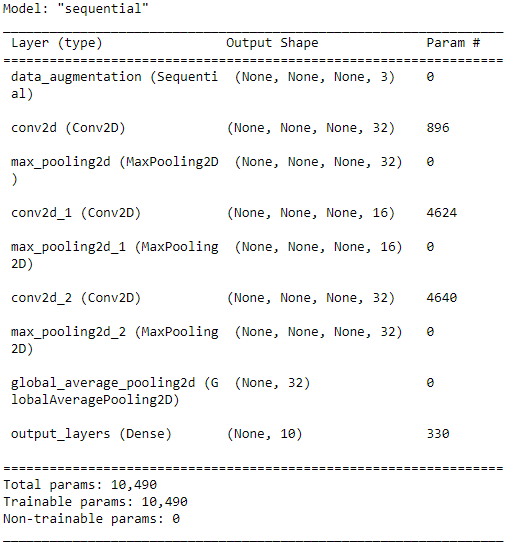 Model: "sequential"
_________________________________________________________________
Layer (type) Output Shape Param #
=================================================================
data_augmentation (Sequenti (None, None, None, 3) 0
al)
conv2d (Conv2D) (None, None, None, 32) 896
max_pooling2d (MaxPooling2D (None, None, None, 32) 0
)
conv2d_1 (Conv2D) (None, None, None, 16) 4624
max_pooling2d_1 (MaxPooling (None, None, None, 16) 0
2D)
conv2d_2 (Conv2D) (None, None, None, 32) 4640
max_pooling2d_2 (MaxPooling (None, None, None, 32) 0
2D)
global_average_pooling2d (G (None, 32) 0
lobalAveragePooling2D)
output_layers (Dense) (None, 10) 330
=================================================================
Total params: 10,490
Trainable params: 10,490
Non-trainable params: 0
_________________________________________________________________